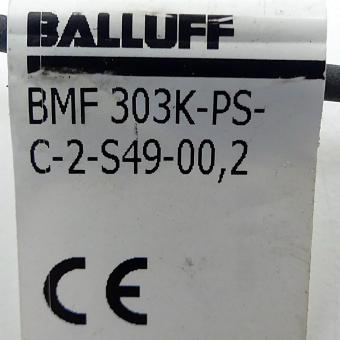 BALLUFF
BMF 303K-PS-
C-2-S49-00,2
CE